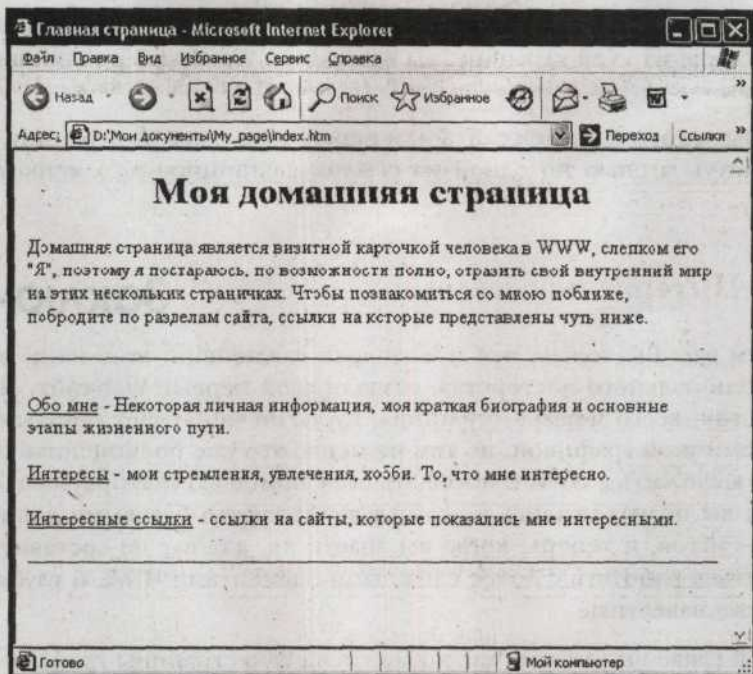 Главная страница - Microsoft Internet Explorer
Файл Правка Вид Избранное Сервис Справка
Назад Поиск Избранное »
Адрес: D:\Мои документы\My_page\index.htm Переход Ссылки »
Моя домашняя страница
Домашняя страница является визитной карточкой человека в WWW, слепком его
"Я", поэтому я постараюсь, по возможности полно, отразить свой внутренний мир
на этих нескольких страничках. Чтобы познакомиться со мною поближе,
побродите по разделам сайта, ссылки на которые представлены чуть ниже.
Обо мне - Некоторая личная информация, моя краткая биография и основные
этапы жизненного пути.
Интересы - мои стремления, увлечения, хобби. То, что мне интересно.
Интересные ссылки - ссылки на сайты, которые показались мне интересными.
Готово Мой компьютер